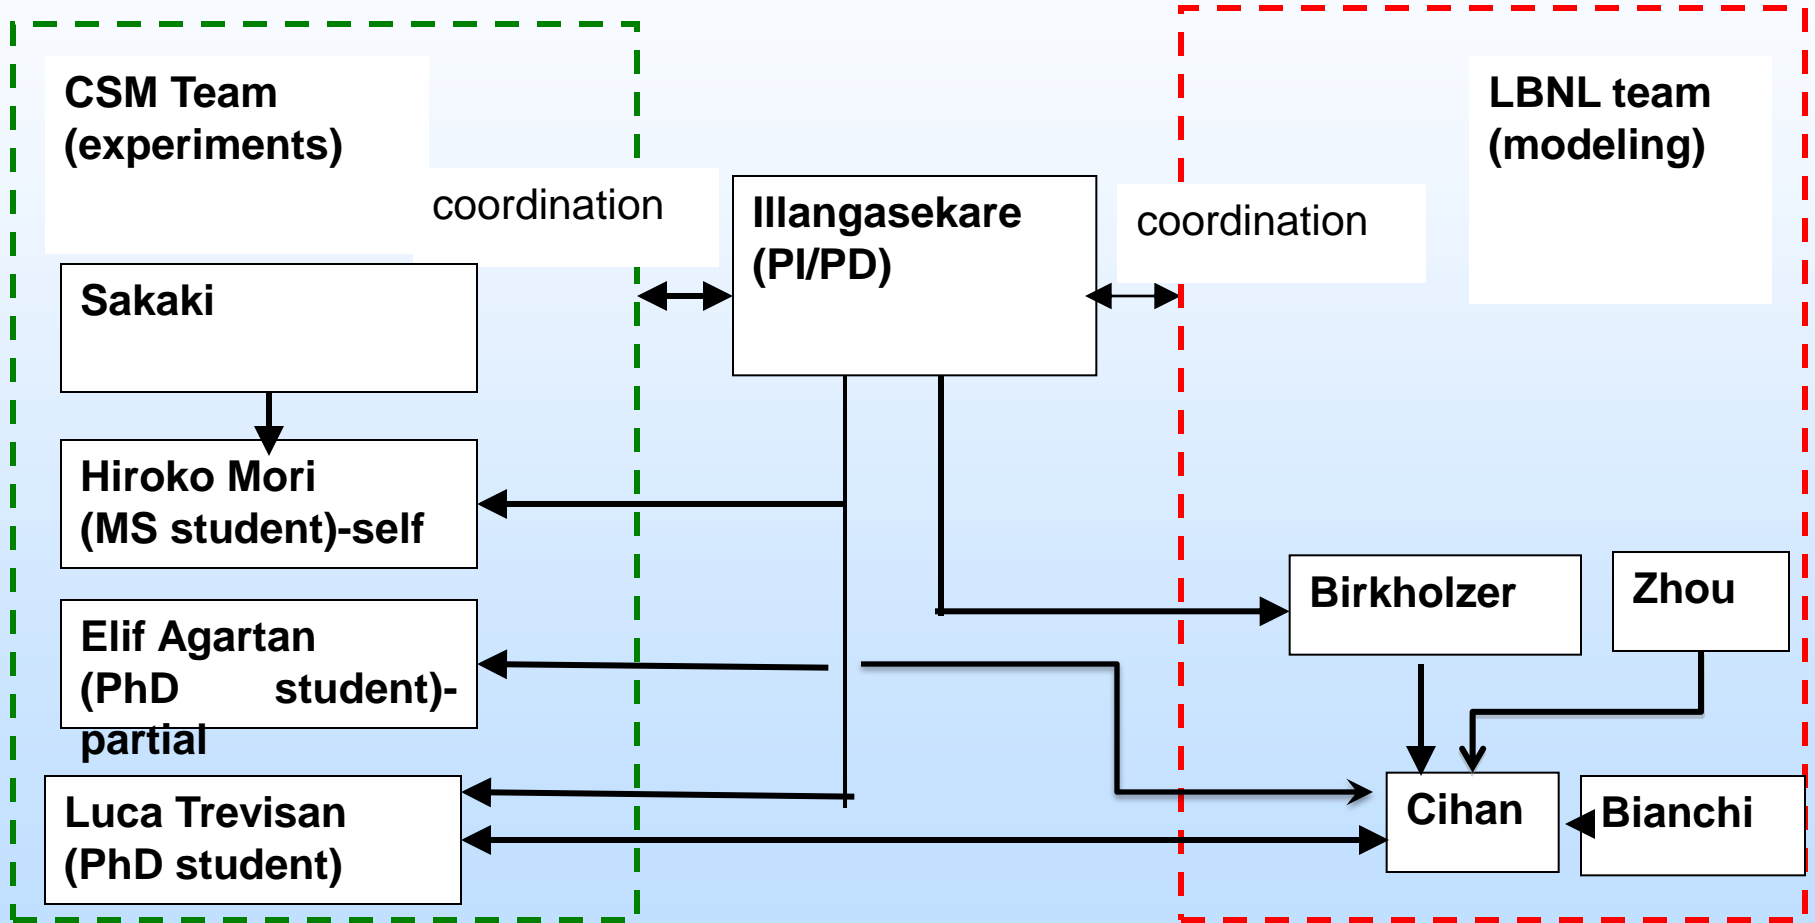 CSM Team
(experiments)
coordination
Illangasekare
(PI/PD)
coordination
LBNL team
(modeling)
Sakaki
Hiroko Mori
(MS student)-self
Elif Agartan
(PhD student)-
partial
Luca Trevisan
(PhD student)
Birkholzer
Zhou
Cihan
Bianchi